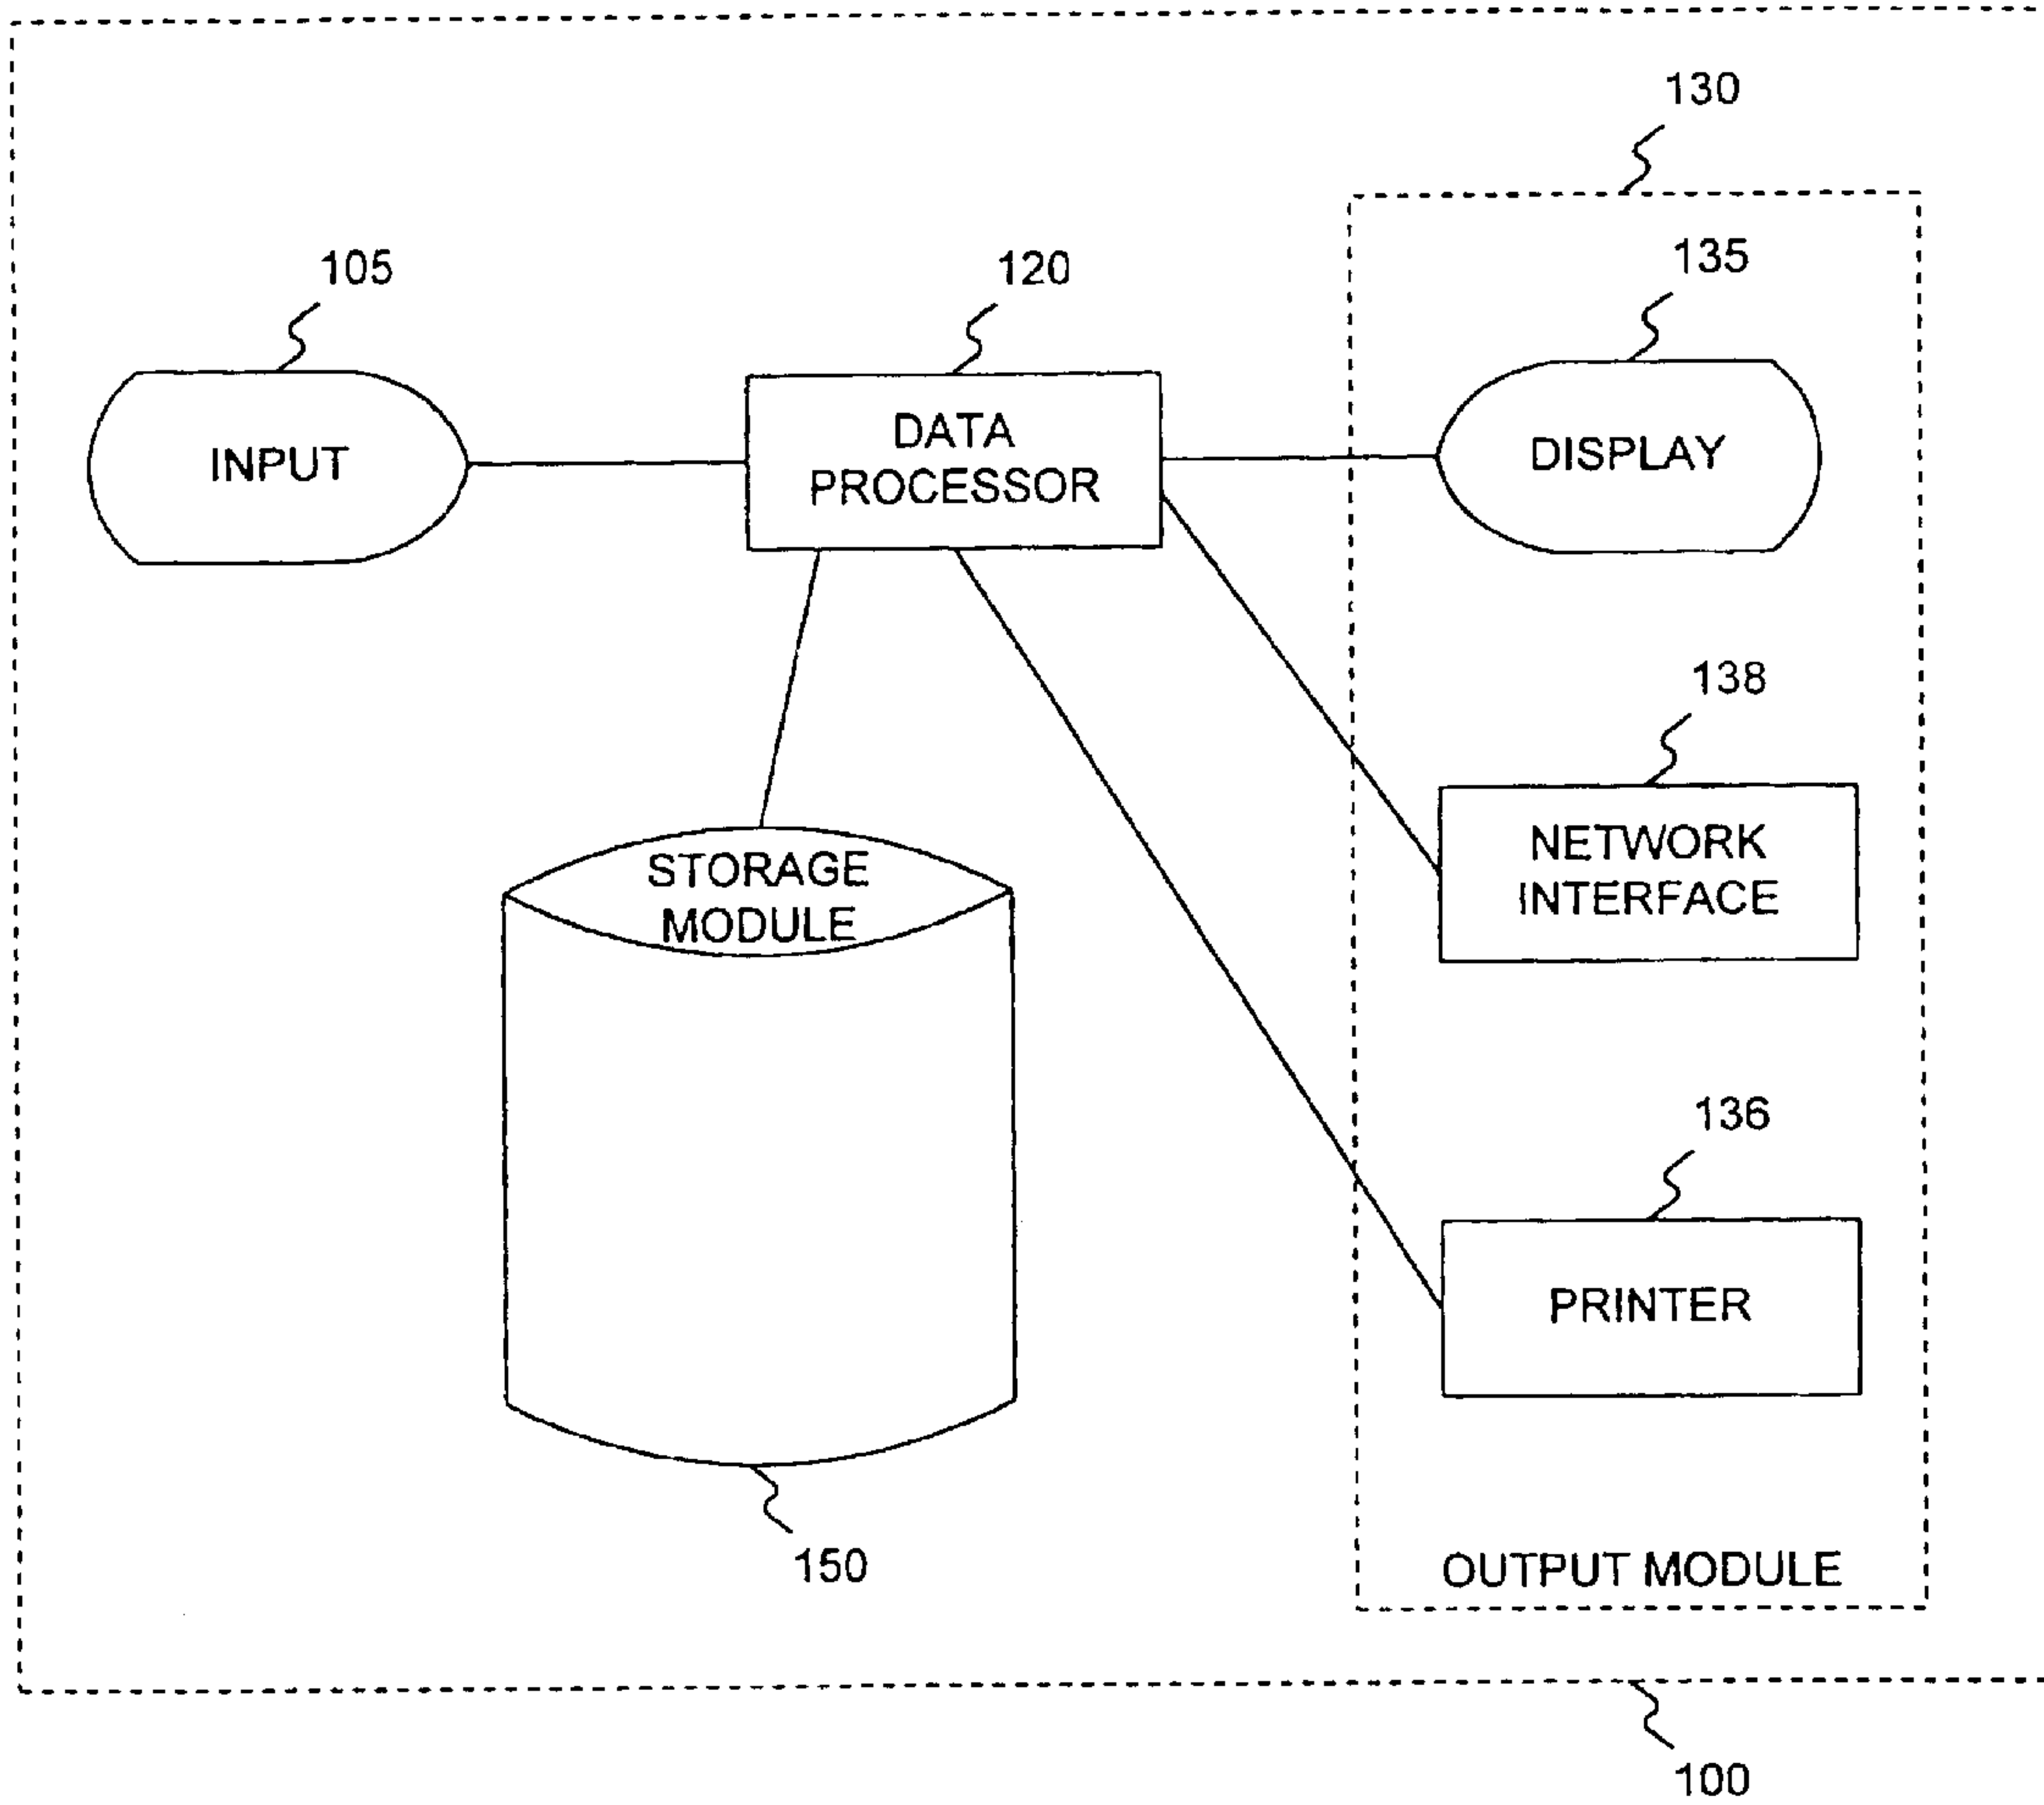 130
105
120
135
INPUT
DATA
PROCESSOR
DISPLAY
138
STORAGE
MODULE
NETWORK
INTERFACE
136
PRINTER
150
OUTPUT MODULE
100